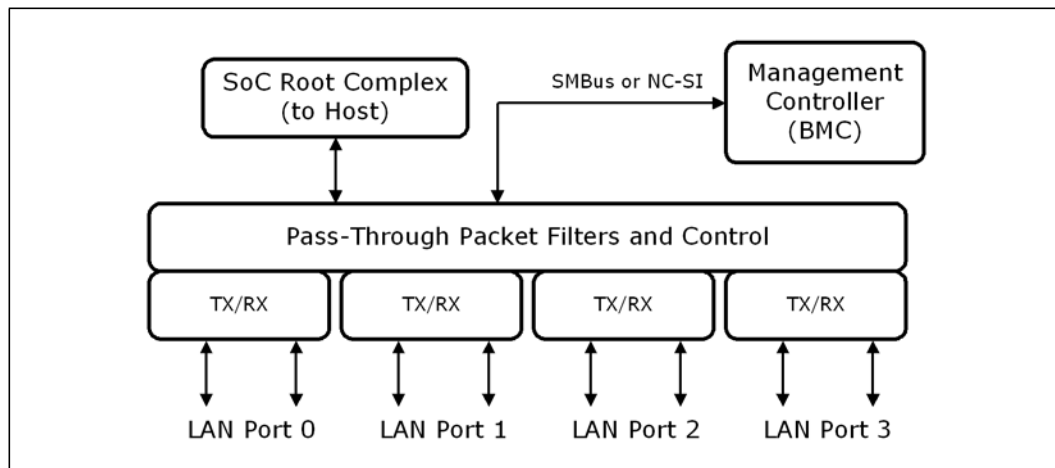 SoC Root Complex
(to Host)
SMBus or NC-SI
Management
Controller
(BMC)
Pass-Through Packet Filters and Control
TX/RX
TX/RX
TX/RX
TX/RX
LAN Port 0
LAN Port 1
LAN Port 2
LAN Port 3